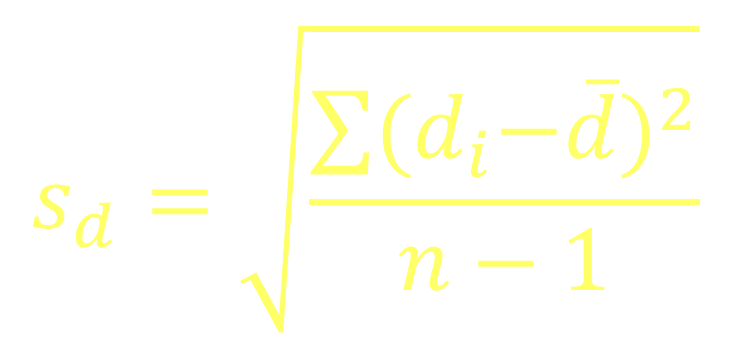 s_d = √(∑(d_i−d̄)² / (n − 1))